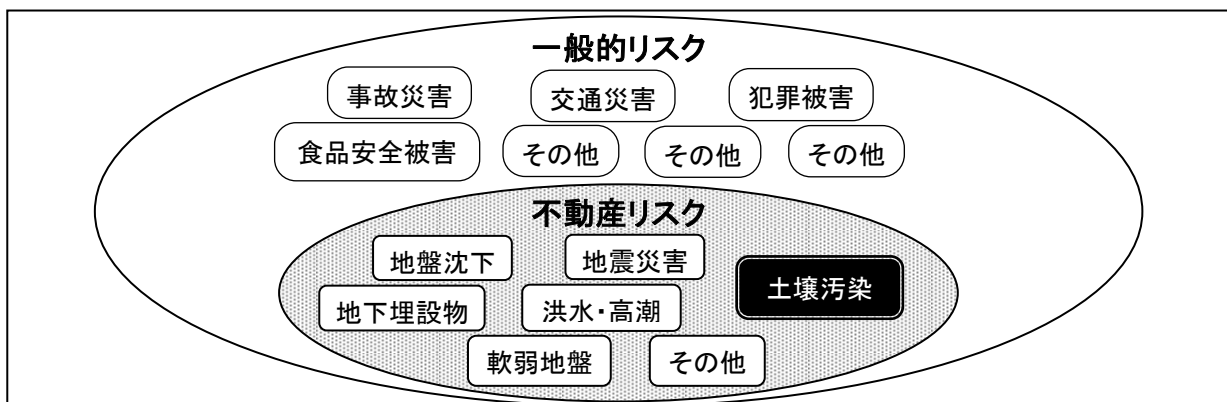 一般的リスク
事故災害 交通災害 犯罪被害
食品安全被害 その他 その他 その他
不動産リスク
地盤沈下 地震災害 土壌汚染
地下埋設物 洪水・高潮
軟弱地盤 その他